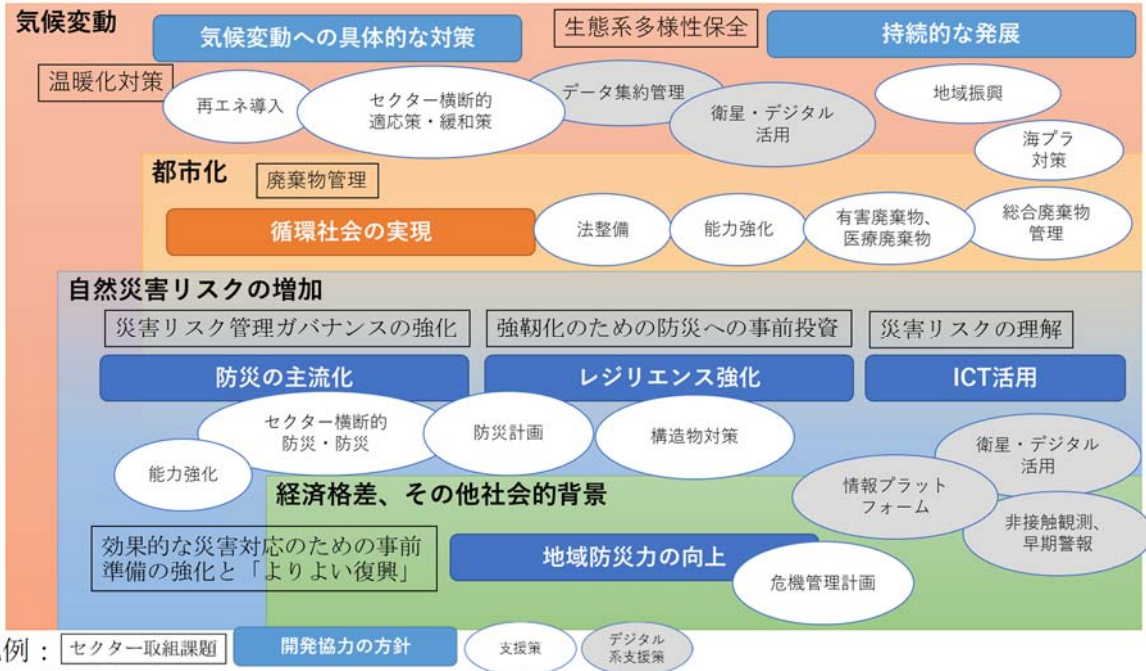 気候変動
気候変動への具体的な対策
生態系多様性保全
持続的な発展
温暖化対策
再エネ導入
セクター横断的
適応策・緩和策
データ集約管理
衛星・デジタル
活用
地域振興
海プラ
対策
都市化
廃棄物管理
循環社会の実現
法整備
能力強化
有害廃棄物、
医療廃棄物
総合廃棄物
管理
自然災害リスクの増加
災害リスク管理ガバナンスの強化
強靭化のための防災への事前投資
災害リスクの理解
防災の主流化
レジリエンス強化
ICT活用
セクター横断的
防災・防災
防災計画
構造物対策
能力強化
衛星・デジタル
活用
情報プラット
フォーム
非接触観測、
早期警報
経済格差、その他社会的背景
効果的な災害対応のための事前
準備の強化と「よりよい復興」
地域防災力の向上
危機管理計画
例：
セクター取組課題
開発協力の方針
支援策
デジタル
系支援策